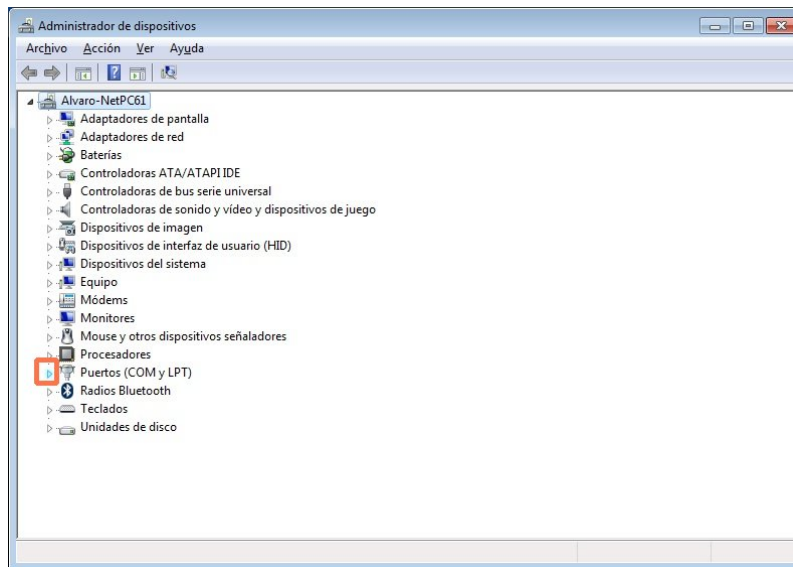 Administrador de dispositivos
Archivo Acción Ver Ayuda
Alvaro-NetPC61
Adaptadores de pantalla
Adaptadores de red
Baterías
Controladoras ATA/ATAPI IDE
Controladoras de bus serie universal
Controladoras de sonido y vídeo y dispositivos de juego
Dispositivos de imagen
Dispositivos de interfaz de usuario (HID)
Dispositivos del sistema
Equipo
Módems
Monitores
Mouse y otros dispositivos señaladores
Procesadores
Puertos (COM y LPT)
Radios Bluetooth
Teclados
Unidades de disco